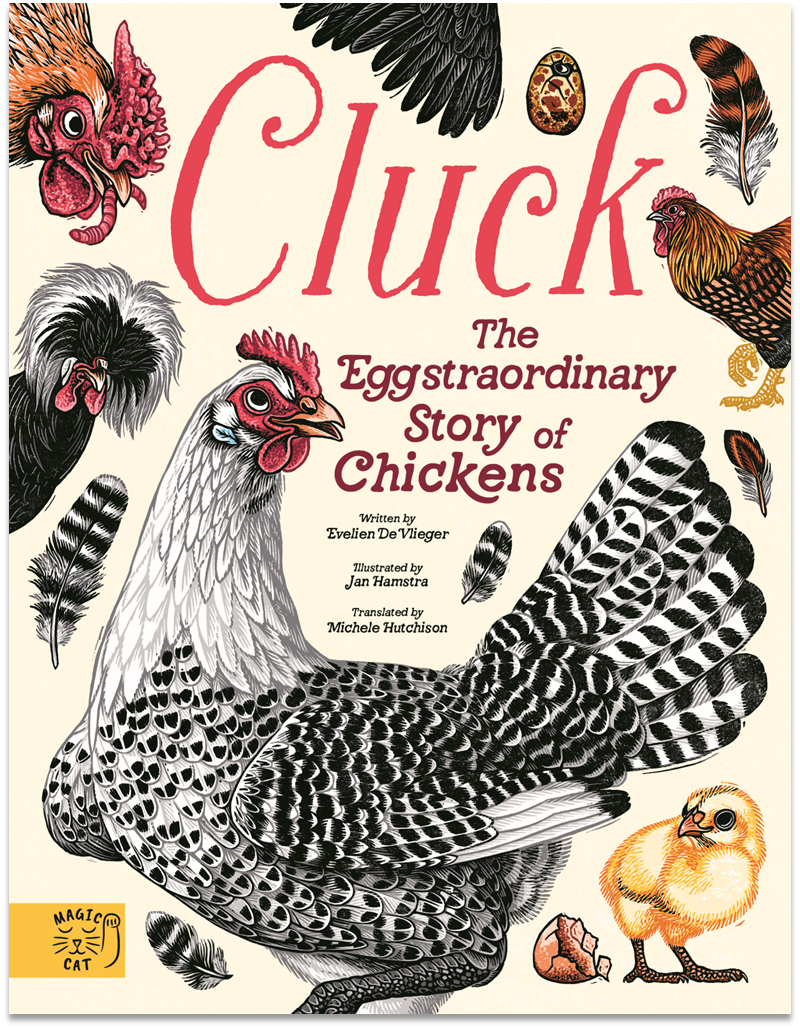 Cluck
The
Eggstraordinary
Story of
Chickens
Written by
Evelien De Vlieger
Illustrated by
Jan Hamstra
Translated by
Michele Hutchison
MAGIC
CAT